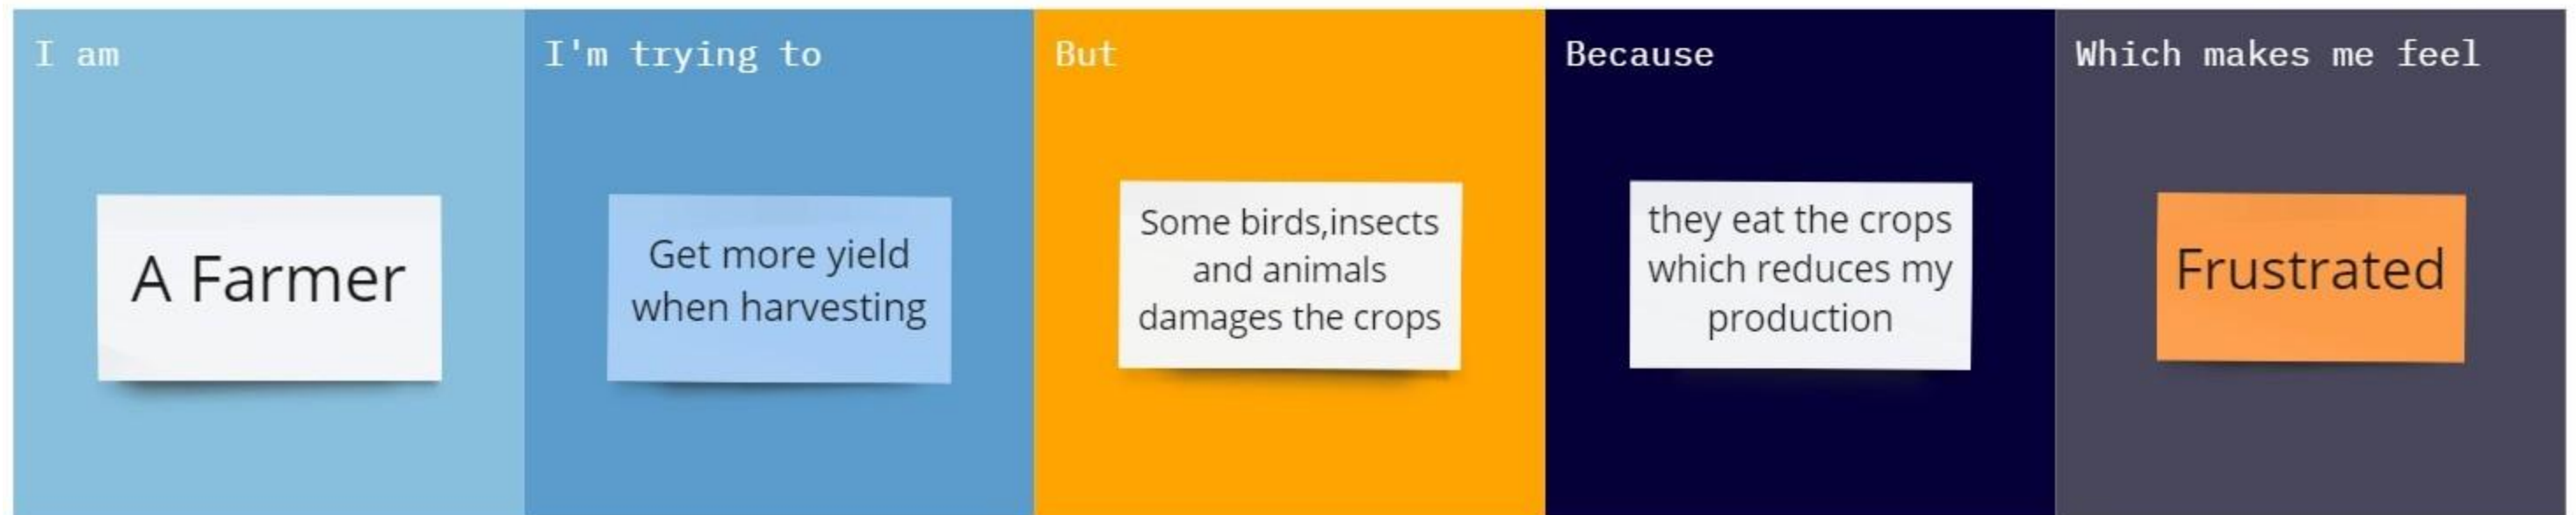 I am
A Farmer
I'm trying to
Get more yield
when harvesting
But
Some birds,insects
and animals
damages the crops
Because
they eat the crops
which reduces my
production
Which makes me feel
Frustrated